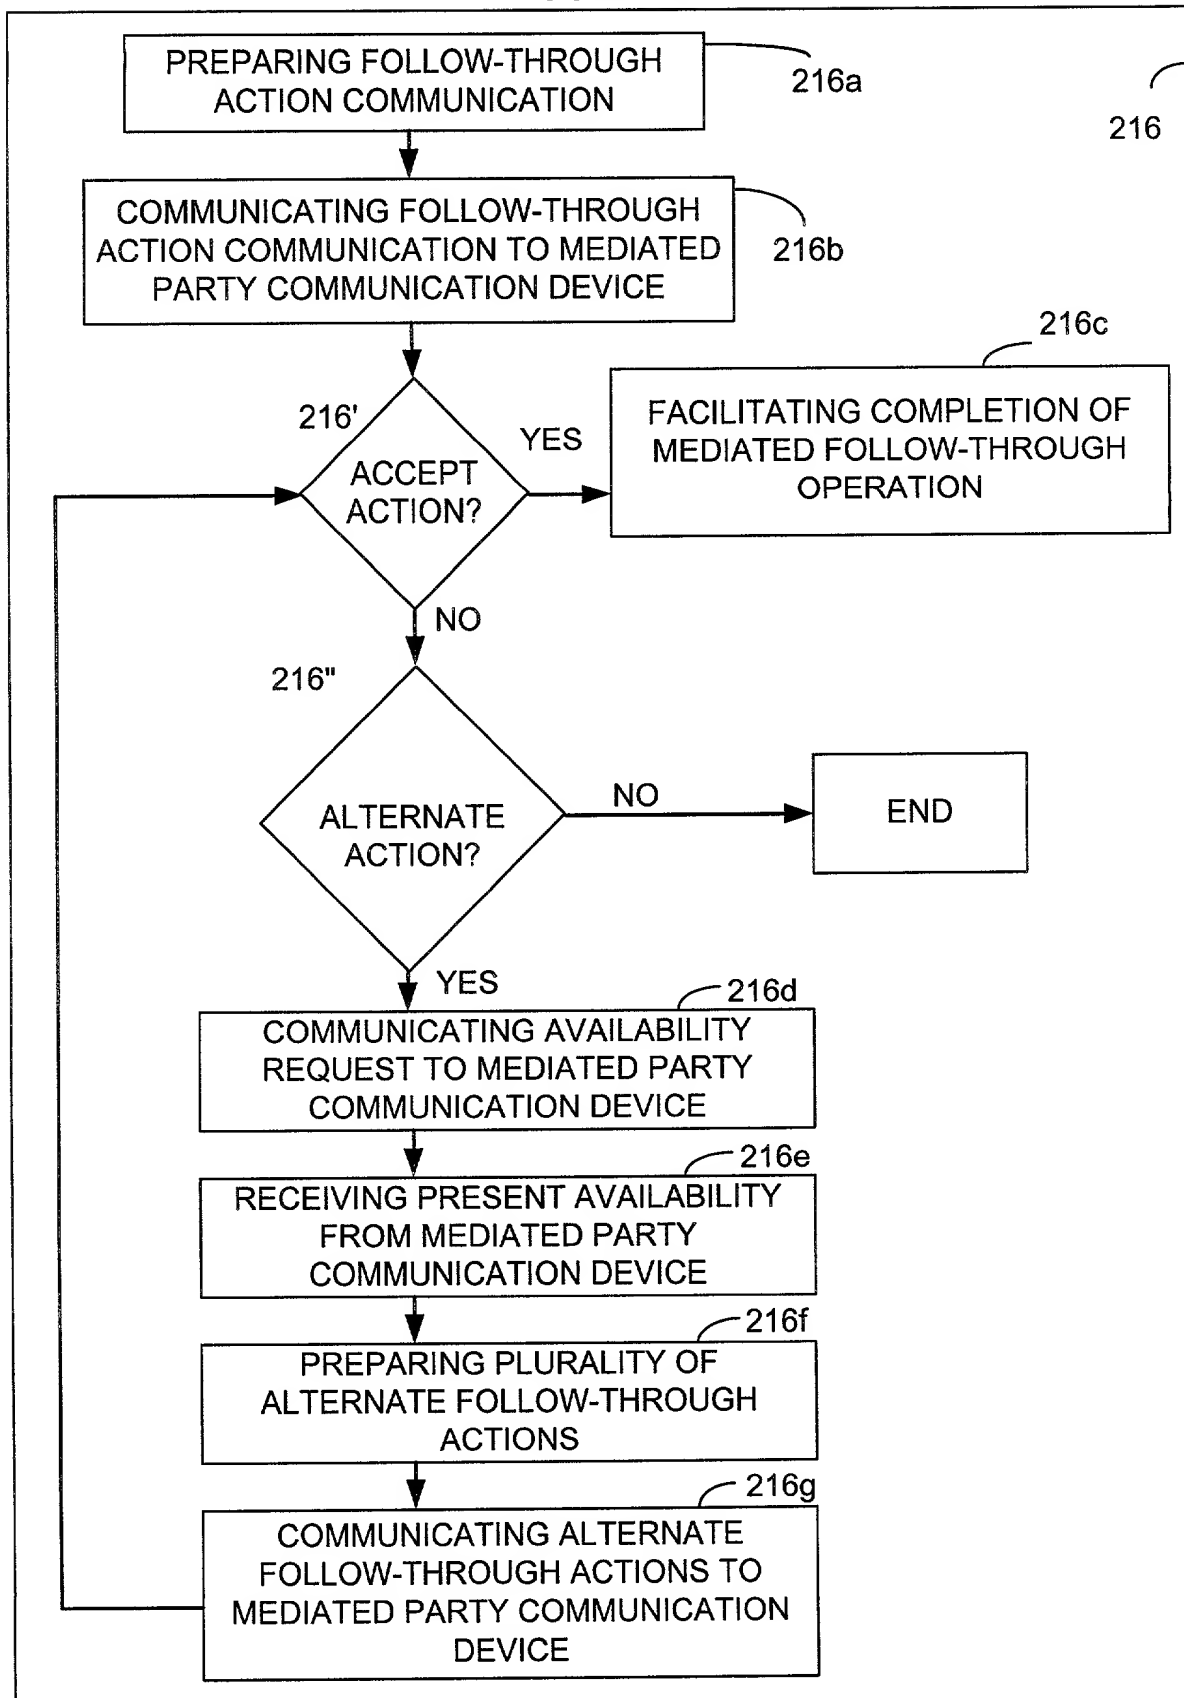 PREPARING FOLLOW-THROUGH
ACTION COMMUNICATION
216a
216
COMMUNICATING FOLLOW-THROUGH
ACTION COMMUNICATION TO MEDIATED
PARTY COMMUNICATION DEVICE
216b
216c
FACILITATING COMPLETION OF
MEDIATED FOLLOW-THROUGH
OPERATION
216'
YES
ACCEPT
ACTION?
NO
216"
ALTERNATE
ACTION?
NO
END
YES
216d
COMMUNICATING AVAILABILITY
REQUEST TO MEDIATED PARTY
COMMUNICATION DEVICE
216e
RECEIVING PRESENT AVAILABILITY
FROM MEDIATED PARTY
COMMUNICATION DEVICE
216f
PREPARING PLURALITY OF
ALTERNATE FOLLOW-THROUGH
ACTIONS
216g
COMMUNICATING ALTERNATE
FOLLOW-THROUGH ACTIONS TO
MEDIATED PARTY COMMUNICATION
DEVICE